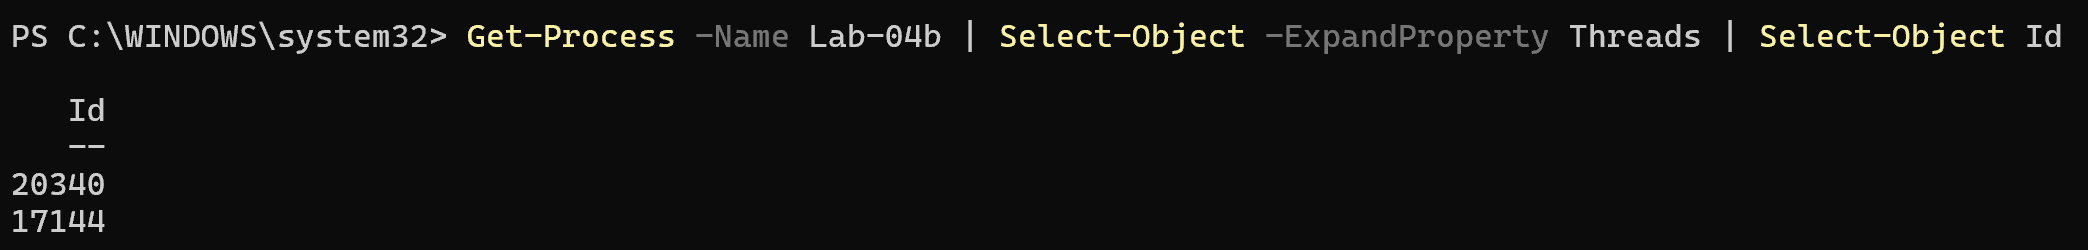 PS C:\WINDOWS\system32> Get-Process -Name Lab-04b | Select-Object -ExpandProperty Threads | Select-Object Id
Id
--
20340
17144